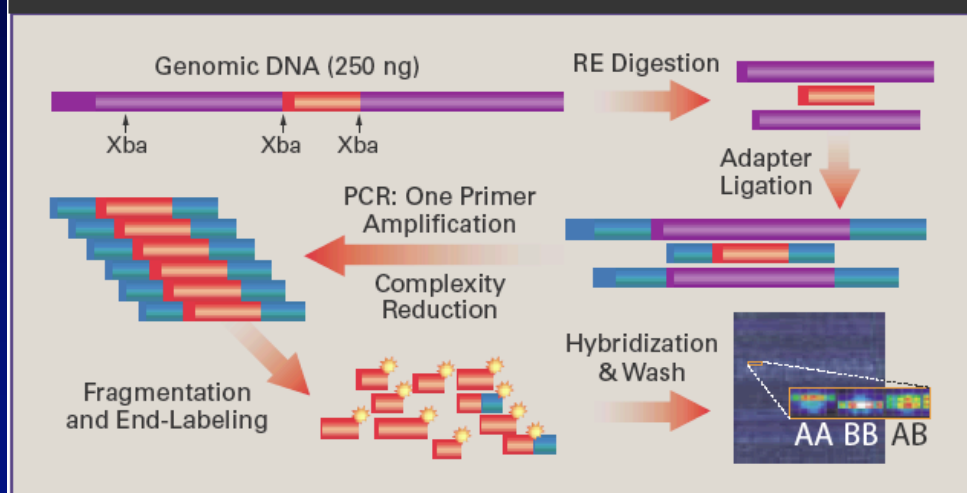 Genomic DNA (250 ng)
RE Digestion
Xba
Xba
Xba
Adapter
Ligation
PCR: One Primer
Amplification
Complexity
Reduction
Fragmentation
and End-Labeling
Hybridization
& Wash
AA BB AB